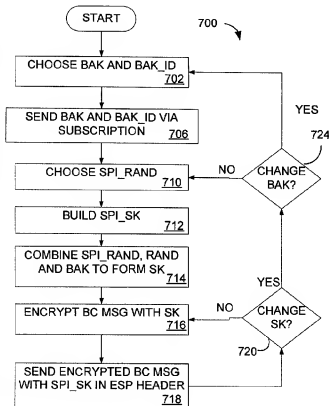 START
700
CHOOSE BAK AND BAK_ID
702
YES
SEND BAK AND BAK_ID VIA
SUBSCRIPTION
706
724
CHOOSE SPI_RAND
710
NO
CHANGE
BAK?
BUILD SPI_SK
712
COMBINE SPI_RAND, RAND
AND BAK TO FORM SK
714
YES
ENCRYPT BC MSG WITH SK
716
NO
CHANGE
SK?
720
SEND ENCRYPTED BC MSG
WITH SPI_SK IN ESP HEADER
718